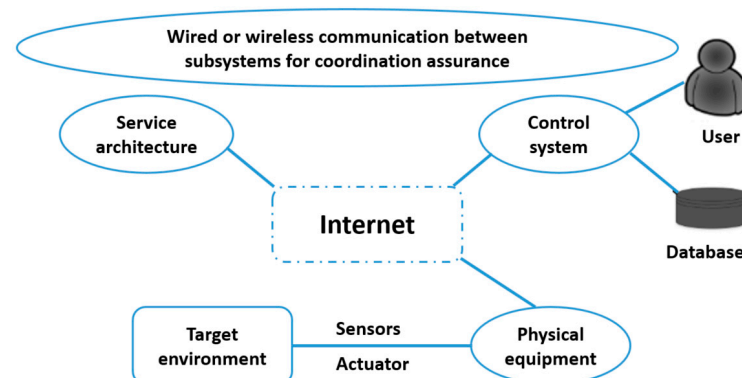 Wired or wireless communication between
subsystems for coordination assurance
Service
architecture
Control
system
User
Internet
Database
Target
environment
Sensors
Actuator
Physical
equipment